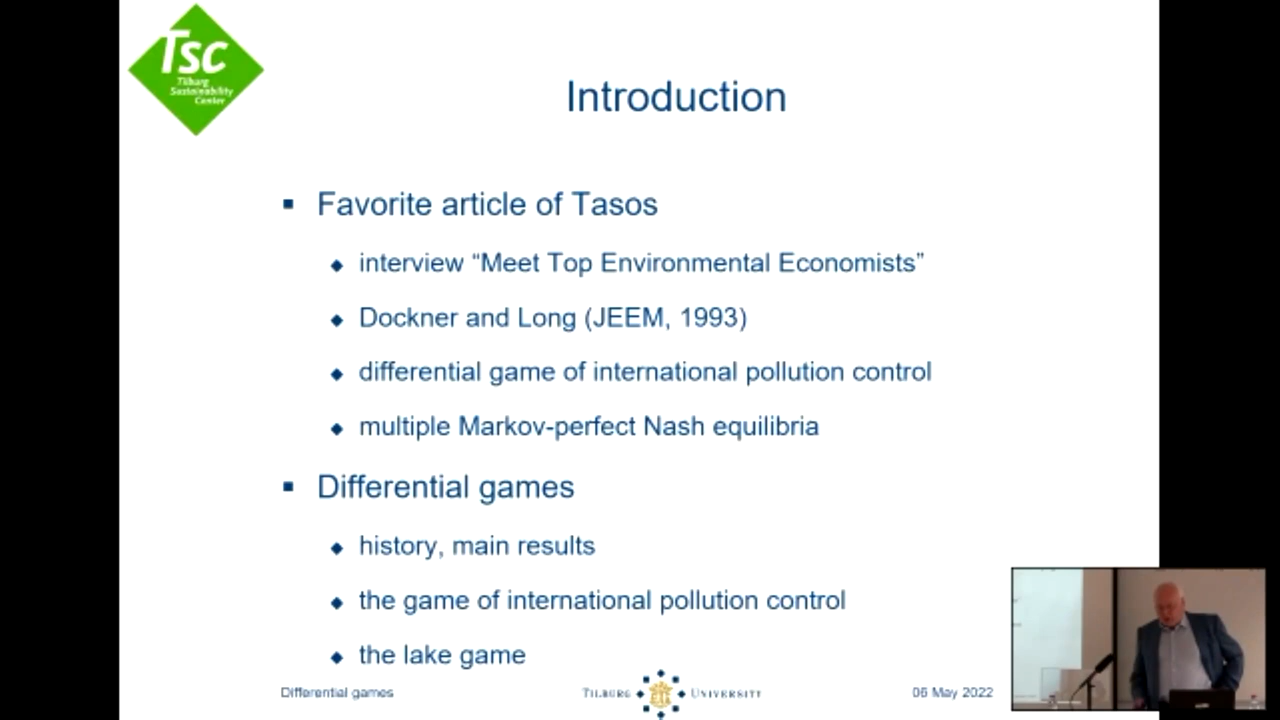 Tsc
Tilburg
Sustainability
Center
Introduction
Favorite article of Tasos
interview “Meet Top Environmental Economists”
Dockner and Long (JEEM, 1993)
differential game of international pollution control
multiple Markov-perfect Nash equilibria
Differential games
history, main results
the game of international pollution control
the lake game
Differential games
TILBURG UNIVERSITY
06 May 2022